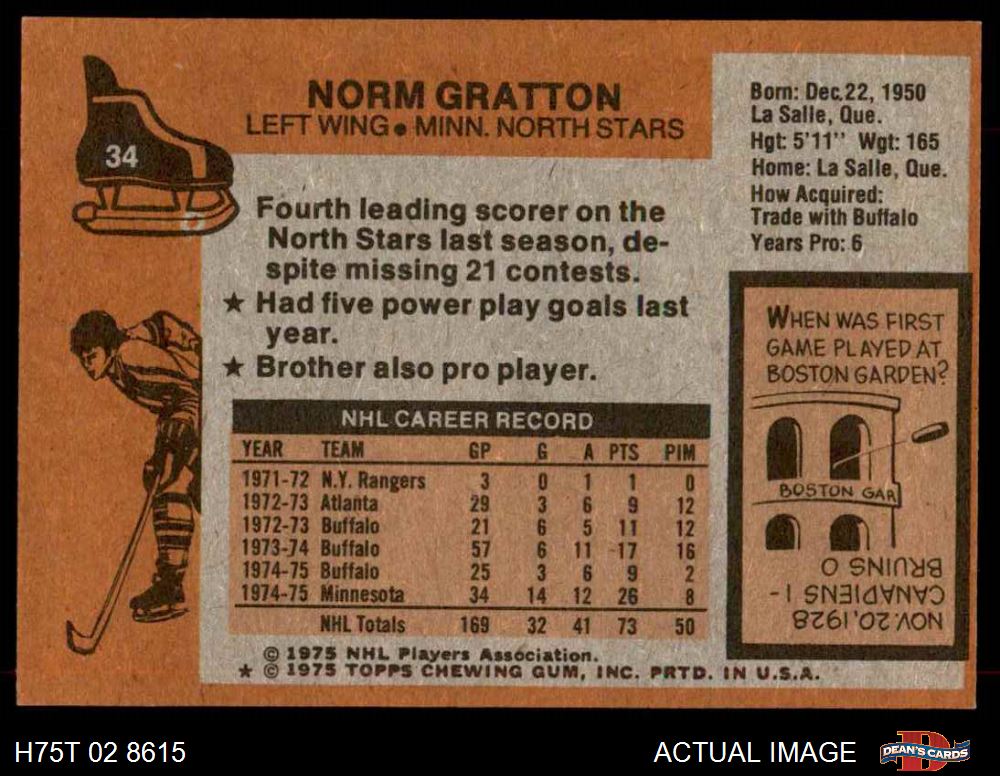 34
NORM GRATTON
LEFT WING ● MINN. NORTH STARS
Born: Dec. 22, 1950
La Salle, Que.
Hgt: 5'11" Wgt: 165
Home: La Salle, Que.
How Acquired:
Trade with Buffalo
Years Pro: 6
Fourth leading scorer on the
North Stars last season, de-
spite missing 21 contests.
★ Had five power play goals last
year.
★ Brother also pro player.
NHL CAREER RECORD
YEAR TEAM GP G A PTS PIM
1971-72 N.Y. Rangers 3 0 1 1 0
1972-73 Atlanta 29 3 6 9 12
1972-73 Buffalo 21 6 5 11 12
1973-74 Buffalo 57 6 11 17 16
1974-75 Buffalo 25 3 6 9 2
1974-75 Minnesota 34 14 12 26 8
NHL Totals 169 32 41 73 50
© 1975 NHL Players Association.
★ © 1975 TOPPS CHEWING GUM, INC. PRTD. IN U.S.A.
WHEN WAS FIRST
GAME PLAYED AT
BOSTON GARDEN?
BOSTON GAR
NOV. 20, 1928
CANADIENS 1 -
BRUINS 0
H75T 02 8615
ACTUAL IMAGE
DEAN'S CARDS